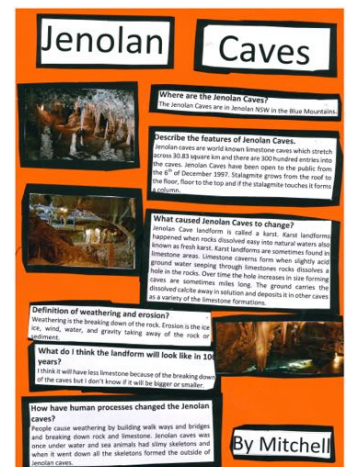 Jenolan
Caves
Where are the Jenolan Caves?
The Jenolan Caves are in Jenolan NSW in the Blue Mountains.
Describe the features of Jenolan Caves.
Jenolan caves are world known limestone caves which stretch
across 30.83 square km and there are 300 hundred entries into
the caves. Jenolan Caves have been open to the public from
the 6th of December 1997. Stalagmite grows from the roof to
the floor, floor to the top and if the stalagmite touches it forms
a column.
What caused Jenolan Caves to change?
Jenolan Cave landform is called a karst. Karst landforms
happened when rocks dissolved easy into natural waters also
known as fresh karst. Karst landforms are sometimes found in
limestone areas. Limestone caverns form when slightly acid
ground water seeping through limestones rocks dissolves a
hole in the rocks. Over time the hole increases in size forming
caves are sometimes miles long. The ground carries the
dissolved calcite away in solution and deposits it in other caves
as a variety of the limestone formations.
Definition of weathering and erosion?
Weathering is the breaking down of the rock. Erosion is the ice
ice, wind, water, and gravity taking away of the rock or
sediment.
What do I think the landform will look like in 100
years?
I think it will have less limestone because of the breaking down
of the caves but I don't know if it will be bigger or smaller.
How have human processes changed the Jenolan
caves?
People cause weathering by building walk ways and bridges
and breaking down rock and limestone. Jenolan caves was
once under water and sea animals had slimy skeletons and
when it went down all the skeletons formed the outside of
Jenolan caves.
By Mitchell